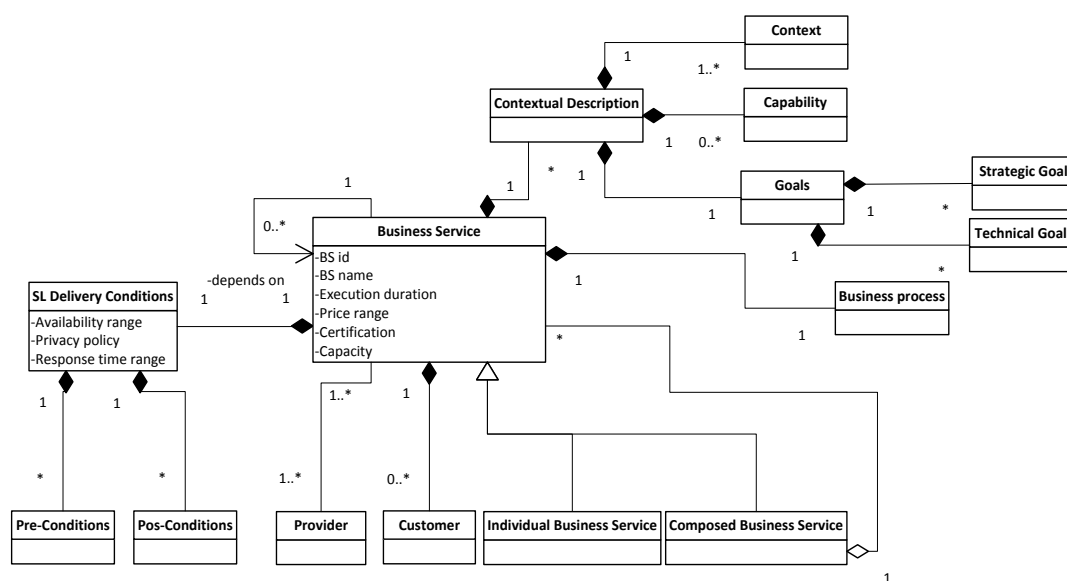 Context
1
1..*
Contextual Description
Capability
1
0..*
*
1
Strategic Goal
Goals
1
1
1
*
1
0..*
Business Service
Technical Goal
1
*
-BS id
-BS name
-Execution duration
-Price range
-Certification
-Capacity
-depends on
1
1
1
SL Delivery Conditions
-Availability range
-Privacy policy
-Response time range
Business process
1
*
1
1
1..*
1
*
*
1..*
0..*
Pre-Conditions
Pos-Conditions
Provider
Customer
Individual Business Service
Composed Business Service
1